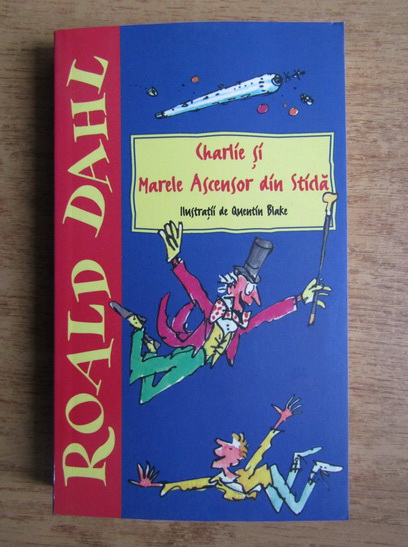 ROALD DAHL
Charlie și
Marele Ascensor din Sticlă
Ilustrații de Quentin Blake